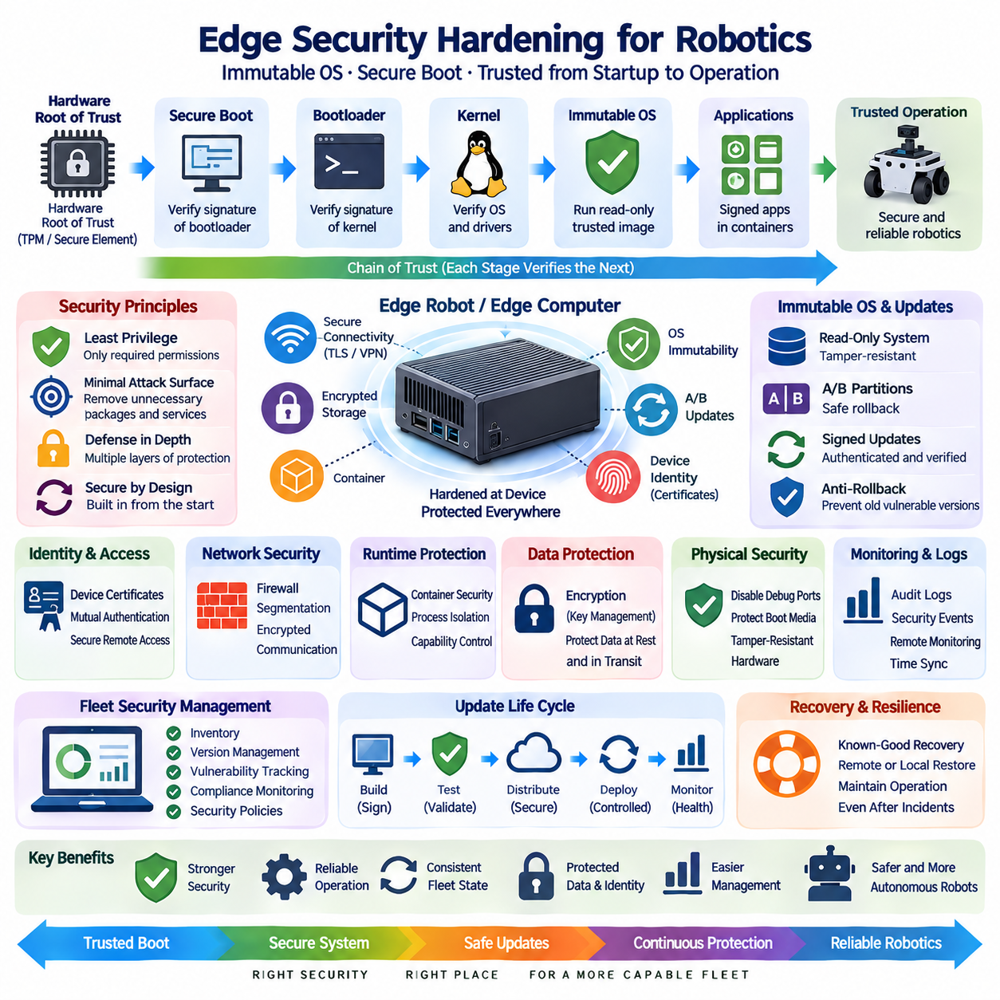 Edge Security Hardening for Robotics
Immutable OS · Secure Boot · Trusted from Startup to Operation
Hardware
Root of Trust
Hardware
Root of Trust
(TPM / Secure Element)
Secure Boot
Verify signature
of bootloader
Bootloader
>_
Verify signature
of kernel
Kernel
Verify OS
and drivers
Immutable OS
Run read-only
trusted image
Applications
Signed apps
in containers
Trusted Operation
Secure and
reliable robotics
Chain of Trust (Each Stage Verifies the Next)
Security Principles
Least Privilege
Only required permissions
Minimal Attack Surface
Remove unnecessary
packages and services
Defense in Depth
Multiple layers of protection
Secure by Design
Built in from the start
Edge Robot / Edge Computer
Secure
Connectivity
(TLS / VPN)
Encrypted
Storage
Container
OS
Immutability
A/B
Updates
Device
Identity
(Certificates)
Hardened at Device
Protected Everywhere
Immutable OS & Updates
Read-Only System
Tamper-resistant
A B
A/B Partitions
Safe rollback
Signed Updates
Authenticated and verified
Anti-Rollback
Prevent old vulnerable versions
Identity & Access
Device Certificates
Mutual Authentication
Secure Remote Access
Network Security
Firewall
Segmentation
Encrypted
Communication
Runtime Protection
Container Security
Process Isolation
Capability Control
Data Protection
Encryption
(Key Management)
Protect Data at Rest
and in Transit
Physical Security
Disable Debug Ports
Protect Boot Media
Tamper-Resistant
Hardware
Monitoring & Logs
Audit Logs
Security Events
Remote Monitoring
Time Sync
Fleet Security Management
Inventory
Version Management
Vulnerability Tracking
Compliance Monitoring
Security Policies
Update Life Cycle
Build
(Sign)
Test
(Validate)
Distribute
(Secure)
Deploy
(Controlled)
Monitor
(Health)
Recovery & Resilience
Known-Good Recovery
Remote or Local Restore
Maintain Operation
Even After Incidents
Key Benefits
Stronger
Security
Reliable
Operation
Consistent
Fleet State
Protected
Data & Identity
Easier
Management
Safer and More
Autonomous Robots
Trusted Boot
Secure System
Safe Updates
Continuous Protection
Reliable Robotics
RIGHT SECURITY RIGHT PLACE FOR A MORE CAPABLE FLEET